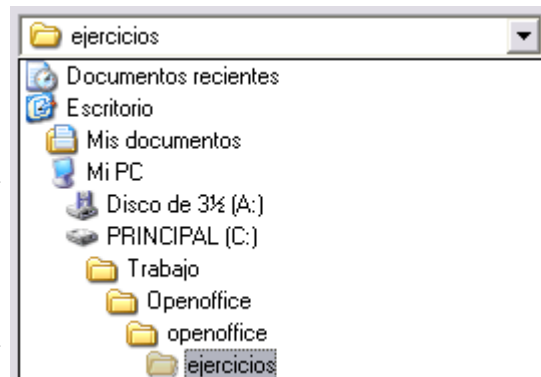 ejercicios
Documentos recientes
Escritorio
Mis documentos
Mi PC
Disco de 3½ (A:)
PRINCIPAL (C:)
Trabajo
Openoffice
openoffice
ejercicios